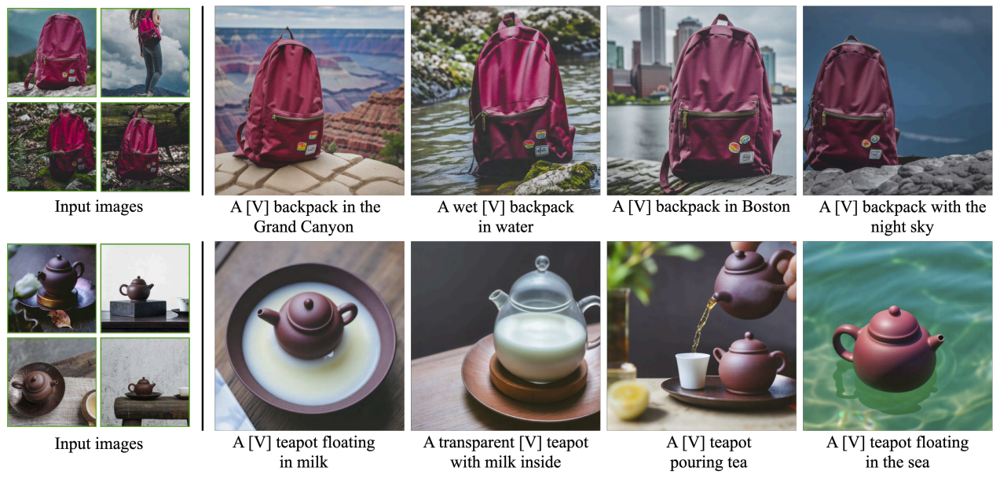 Input images
A [V] backpack in the
Grand Canyon
A wet [V] backpack
in water
A [V] backpack in Boston
A [V] backpack with the
night sky
Input images
A [V] teapot floating
in milk
A transparent [V] teapot
with milk inside
A [V] teapot
pouring tea
A [V] teapot floating
in the sea